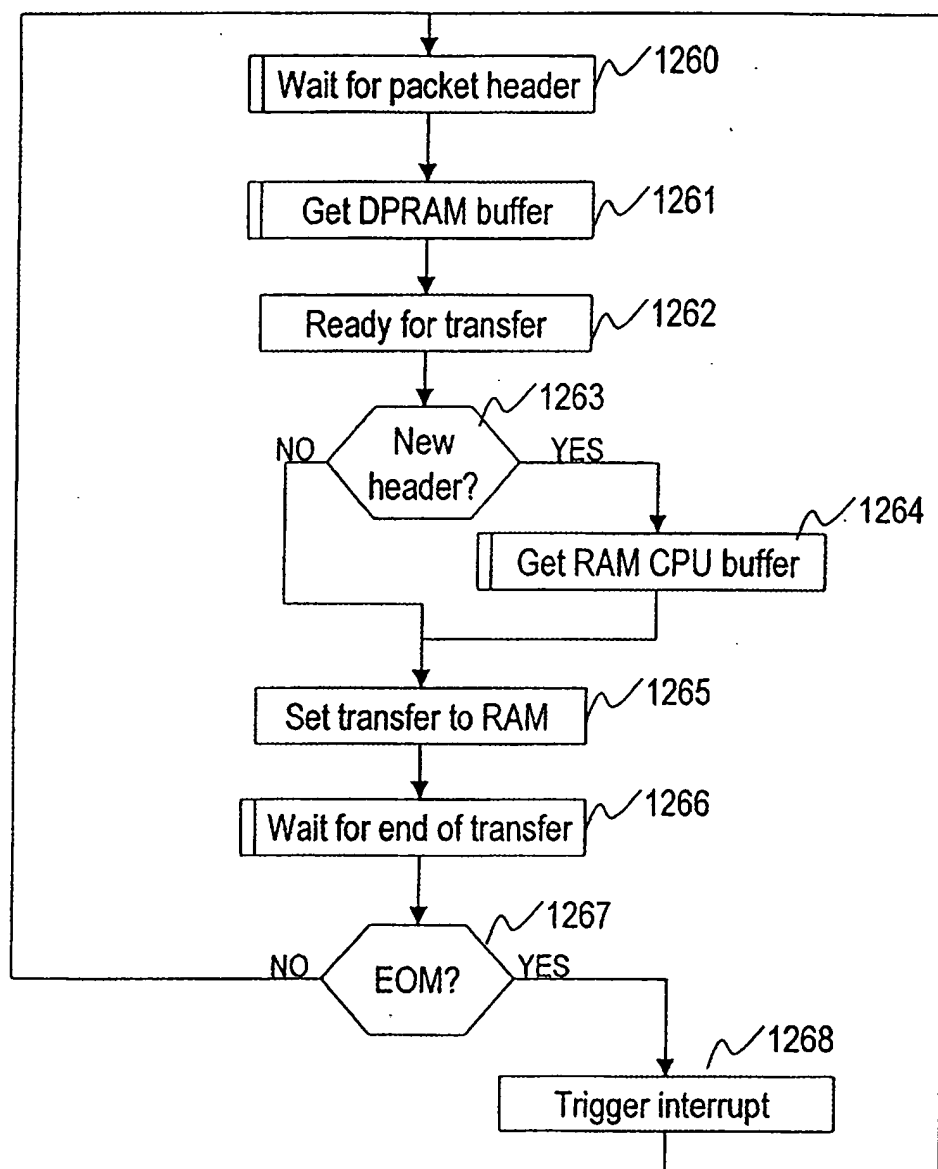 1260
Wait for packet header
1261
Get DPRAM buffer
1262
Ready for transfer
1263
NO
New
header?
YES
1264
Get RAM CPU buffer
1265
Set transfer to RAM
1266
Wait for end of transfer
1267
NO
EOM?
YES
1268
Trigger interrupt